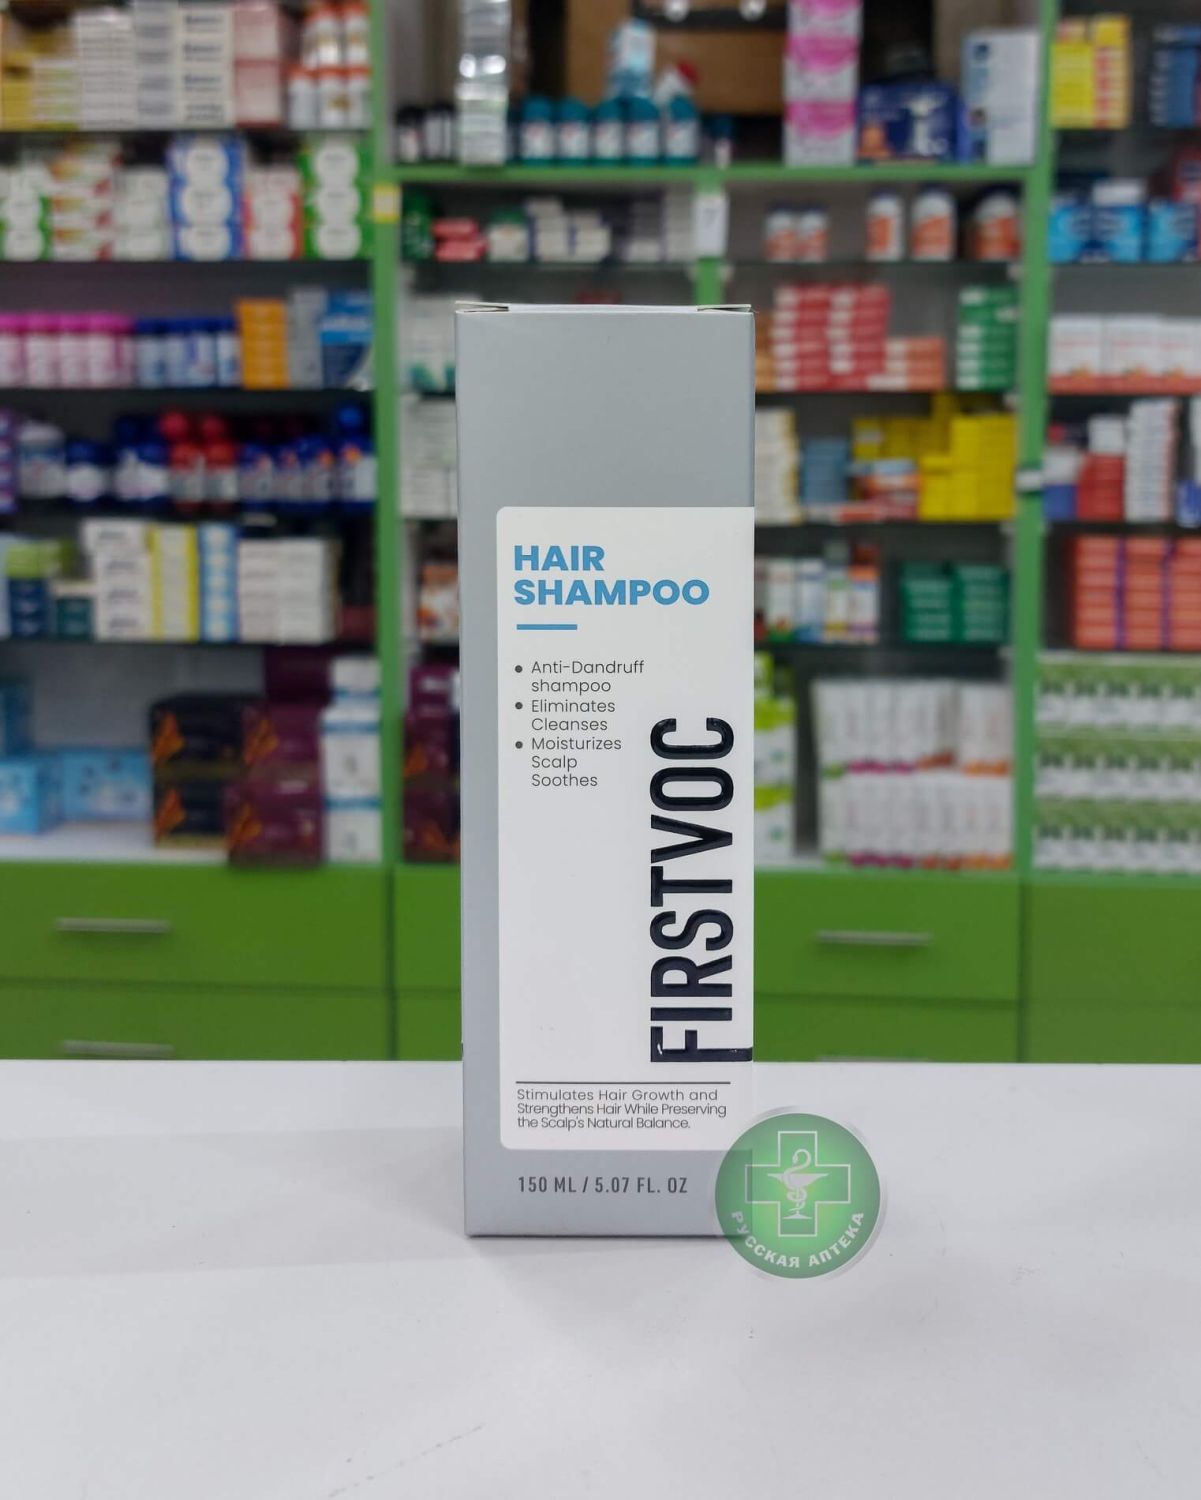 HAIR
SHAMPOO
Anti-Dandruff
shampoo
Eliminates
Cleanses
Moisturizes
Scalp
Soothes
FIRSTVOC
Stimulates Hair Growth and
Strengthens Hair While Preserving
the Scalp's Natural Balance.
150 ML / 5.07 FL. OZ
РУССКАЯ АПТЕКА